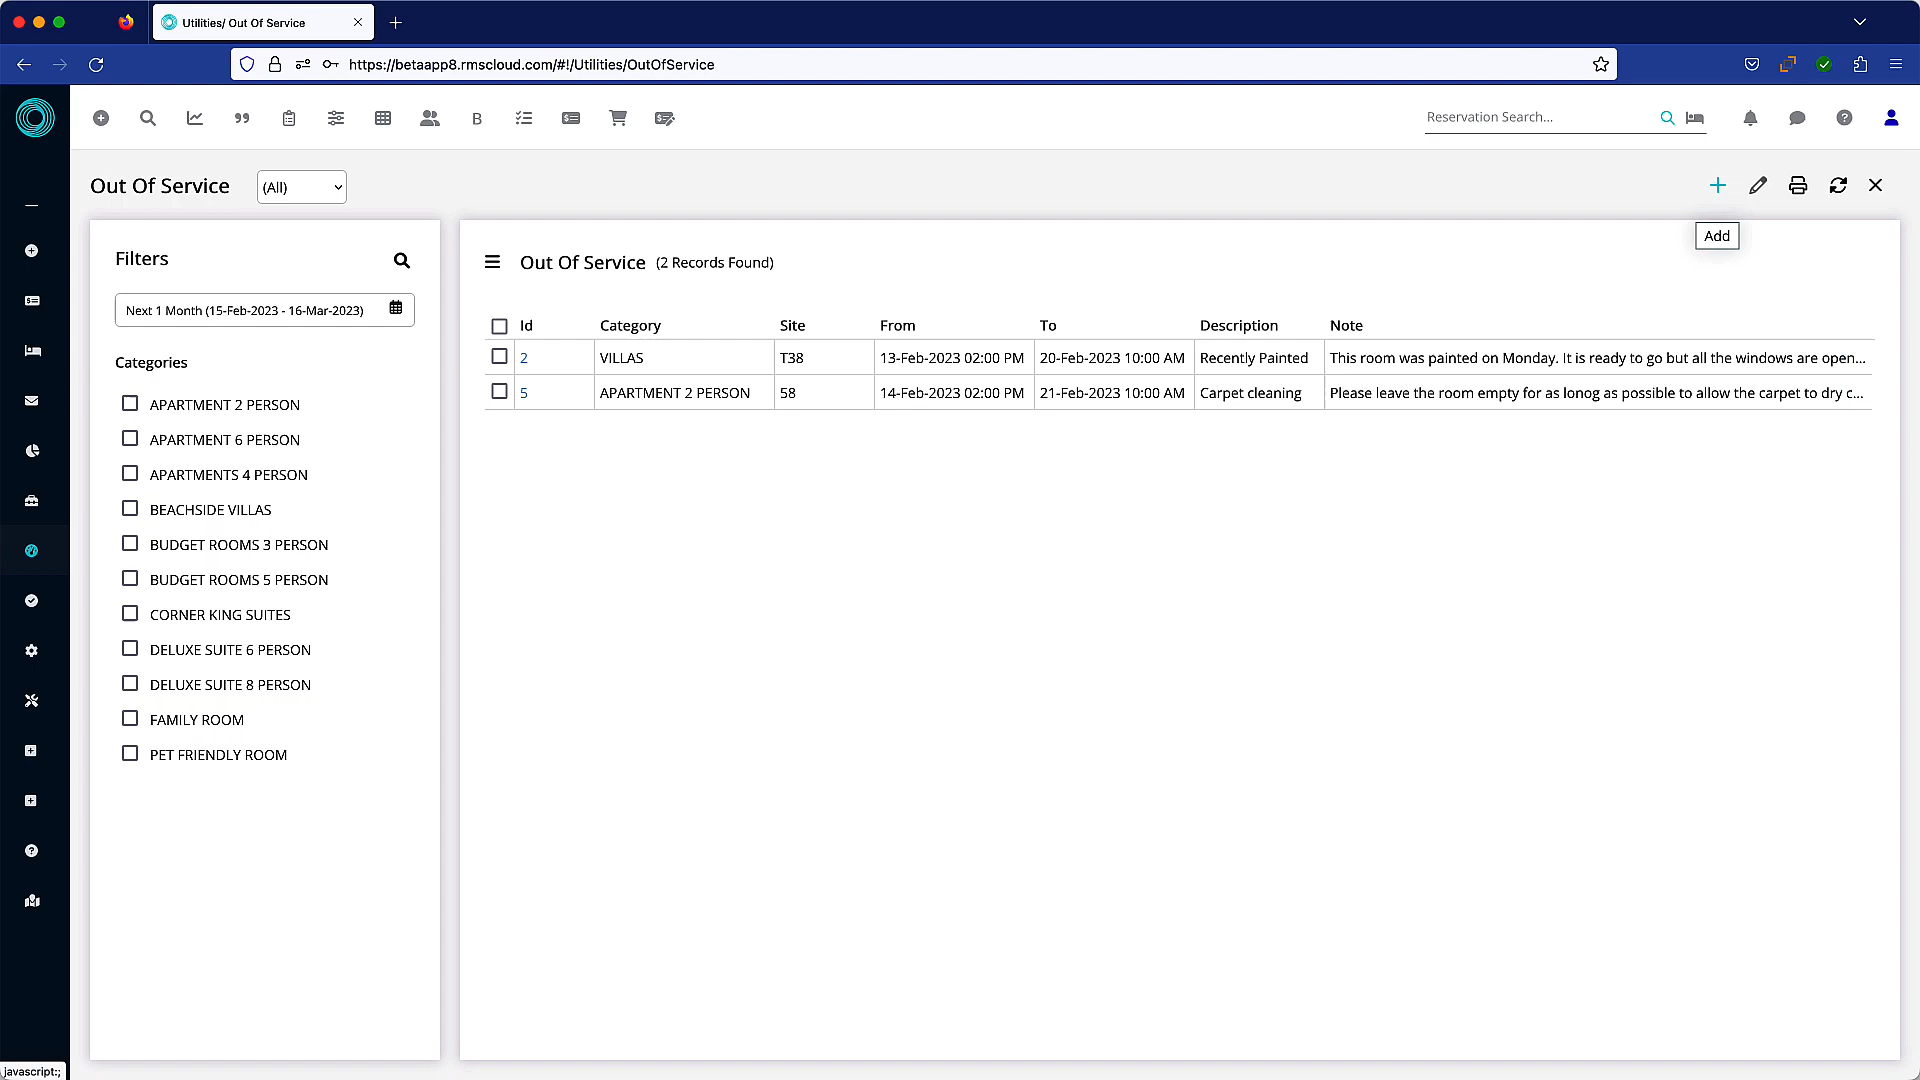 Utilities/ Out Of Service
https://betaapp8.rmscloud.com/#!/Utilities/OutOfService
B
Reservation Search...
Out Of Service
(All)
Add
Filters
Next 1 Month (15-Feb-2023 - 16-Mar-2023)
Categories
APARTMENT 2 PERSON
APARTMENT 6 PERSON
APARTMENTS 4 PERSON
BEACHSIDE VILLAS
BUDGET ROOMS 3 PERSON
BUDGET ROOMS 5 PERSON
CORNER KING SUITES
DELUXE SUITE 6 PERSON
DELUXE SUITE 8 PERSON
FAMILY ROOM
PET FRIENDLY ROOM
Out Of Service (2 Records Found)
Id Category Site From To Description Note
2 VILLAS T38 13-Feb-2023 02:00 PM 20-Feb-2023 10:00 AM Recently Painted This room was painted on Monday. It is ready to go but all the windows are open...
5 APARTMENT 2 PERSON 58 14-Feb-2023 02:00 PM 21-Feb-2023 10:00 AM Carpet cleaning Please leave the room empty for as lonog as possible to allow the carpet to dry c...
javascript:;